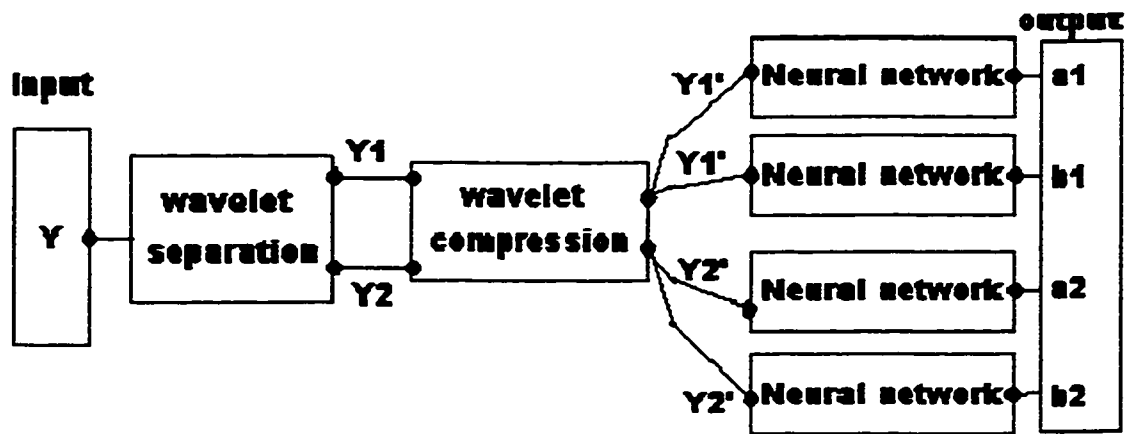 input
Y
wavelet
separation
Y1
Y2
wavelet
compression
Y1'
Y1'
Y2'
Y2'
Neural network
Neural network
Neural network
Neural network
output
a1
b1
a2
b2